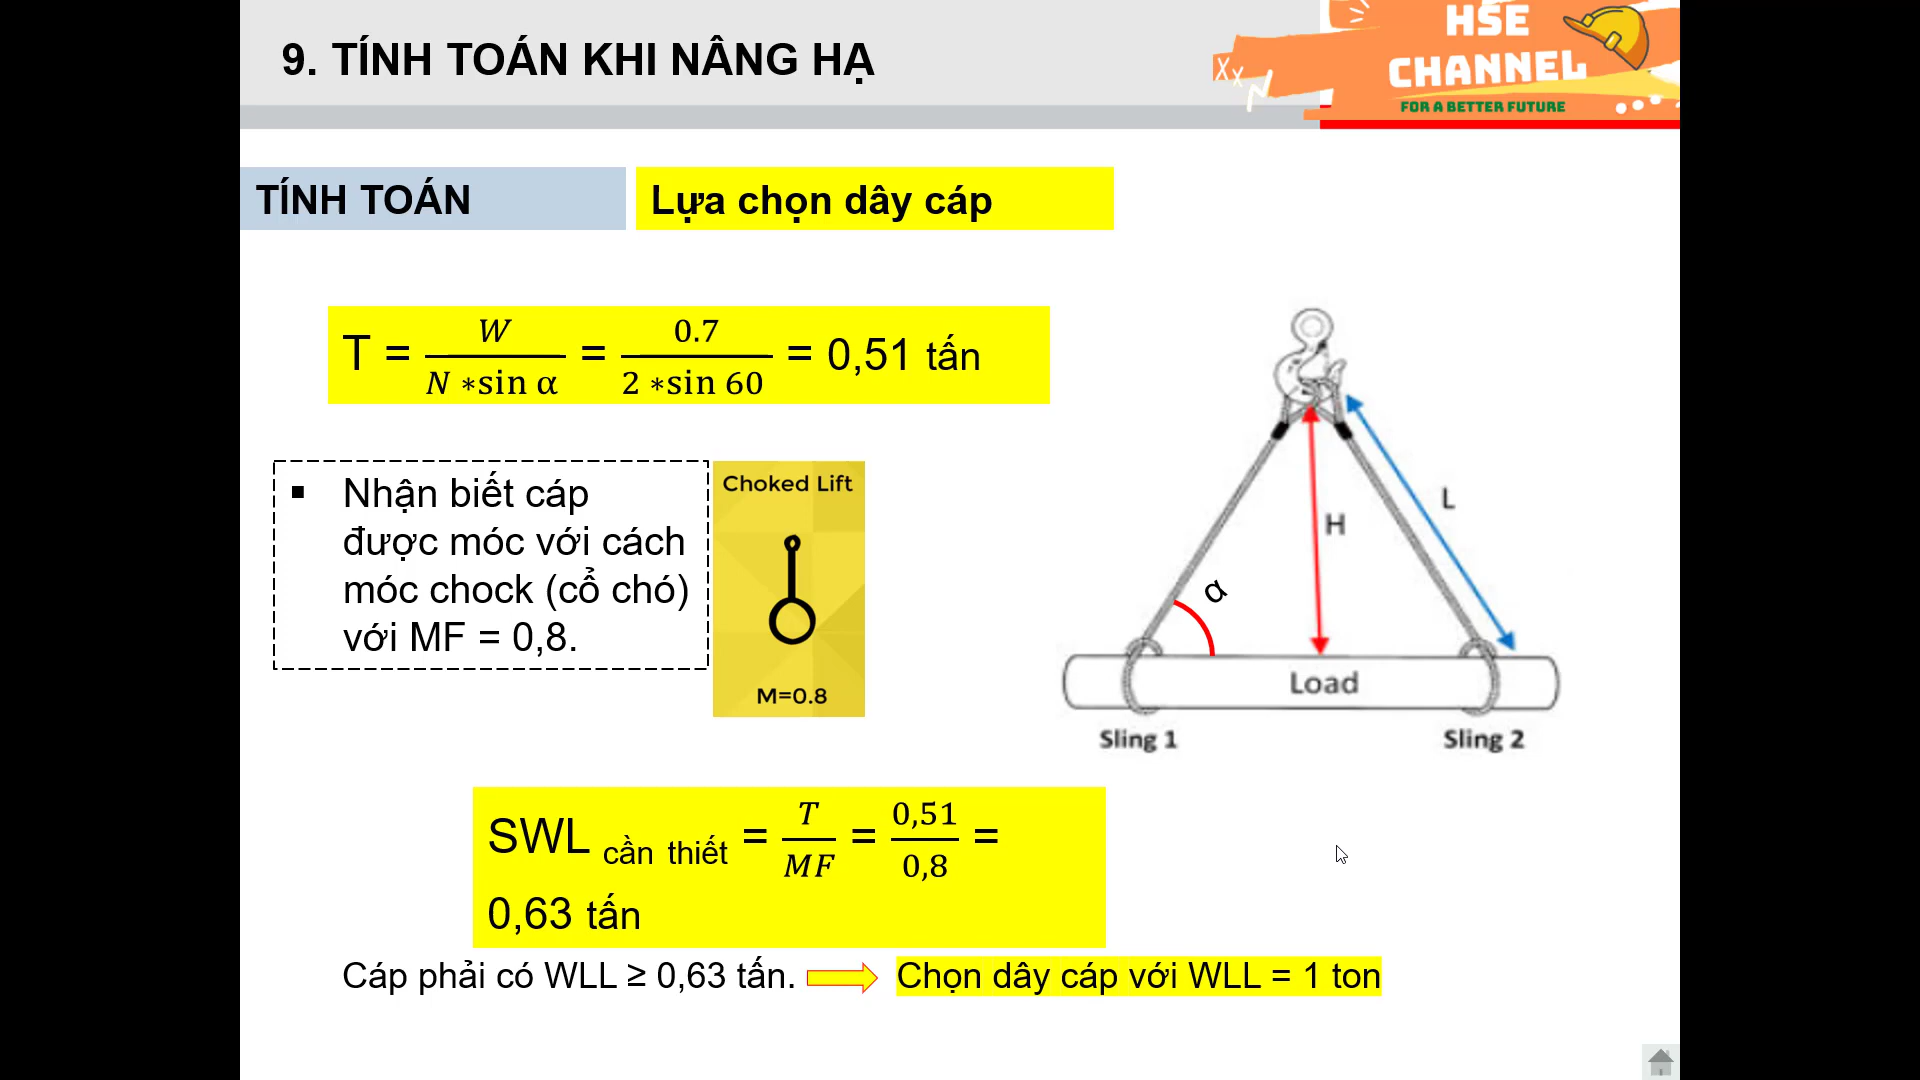 9. TÍNH TOÁN KHI NÂNG HẠ
HSE
CHANNEL
FOR A BETTER FUTURE
TÍNH TOÁN
Lựa chọn dây cáp
T = W / (N *sin α) = 0.7 / (2 *sin 60) = 0,51 tấn
▪ Nhận biết cáp
được móc với cách
móc chock (cổ chó)
với MF = 0,8.
Choked Lift
M=0.8
H
L
α
Load
Sling 1
Sling 2
SWL cần thiết = T / MF = 0,51 / 0,8 =
0,63 tấn
Cáp phải có WLL ≥ 0,63 tấn.
Chọn dây cáp với WLL = 1 ton